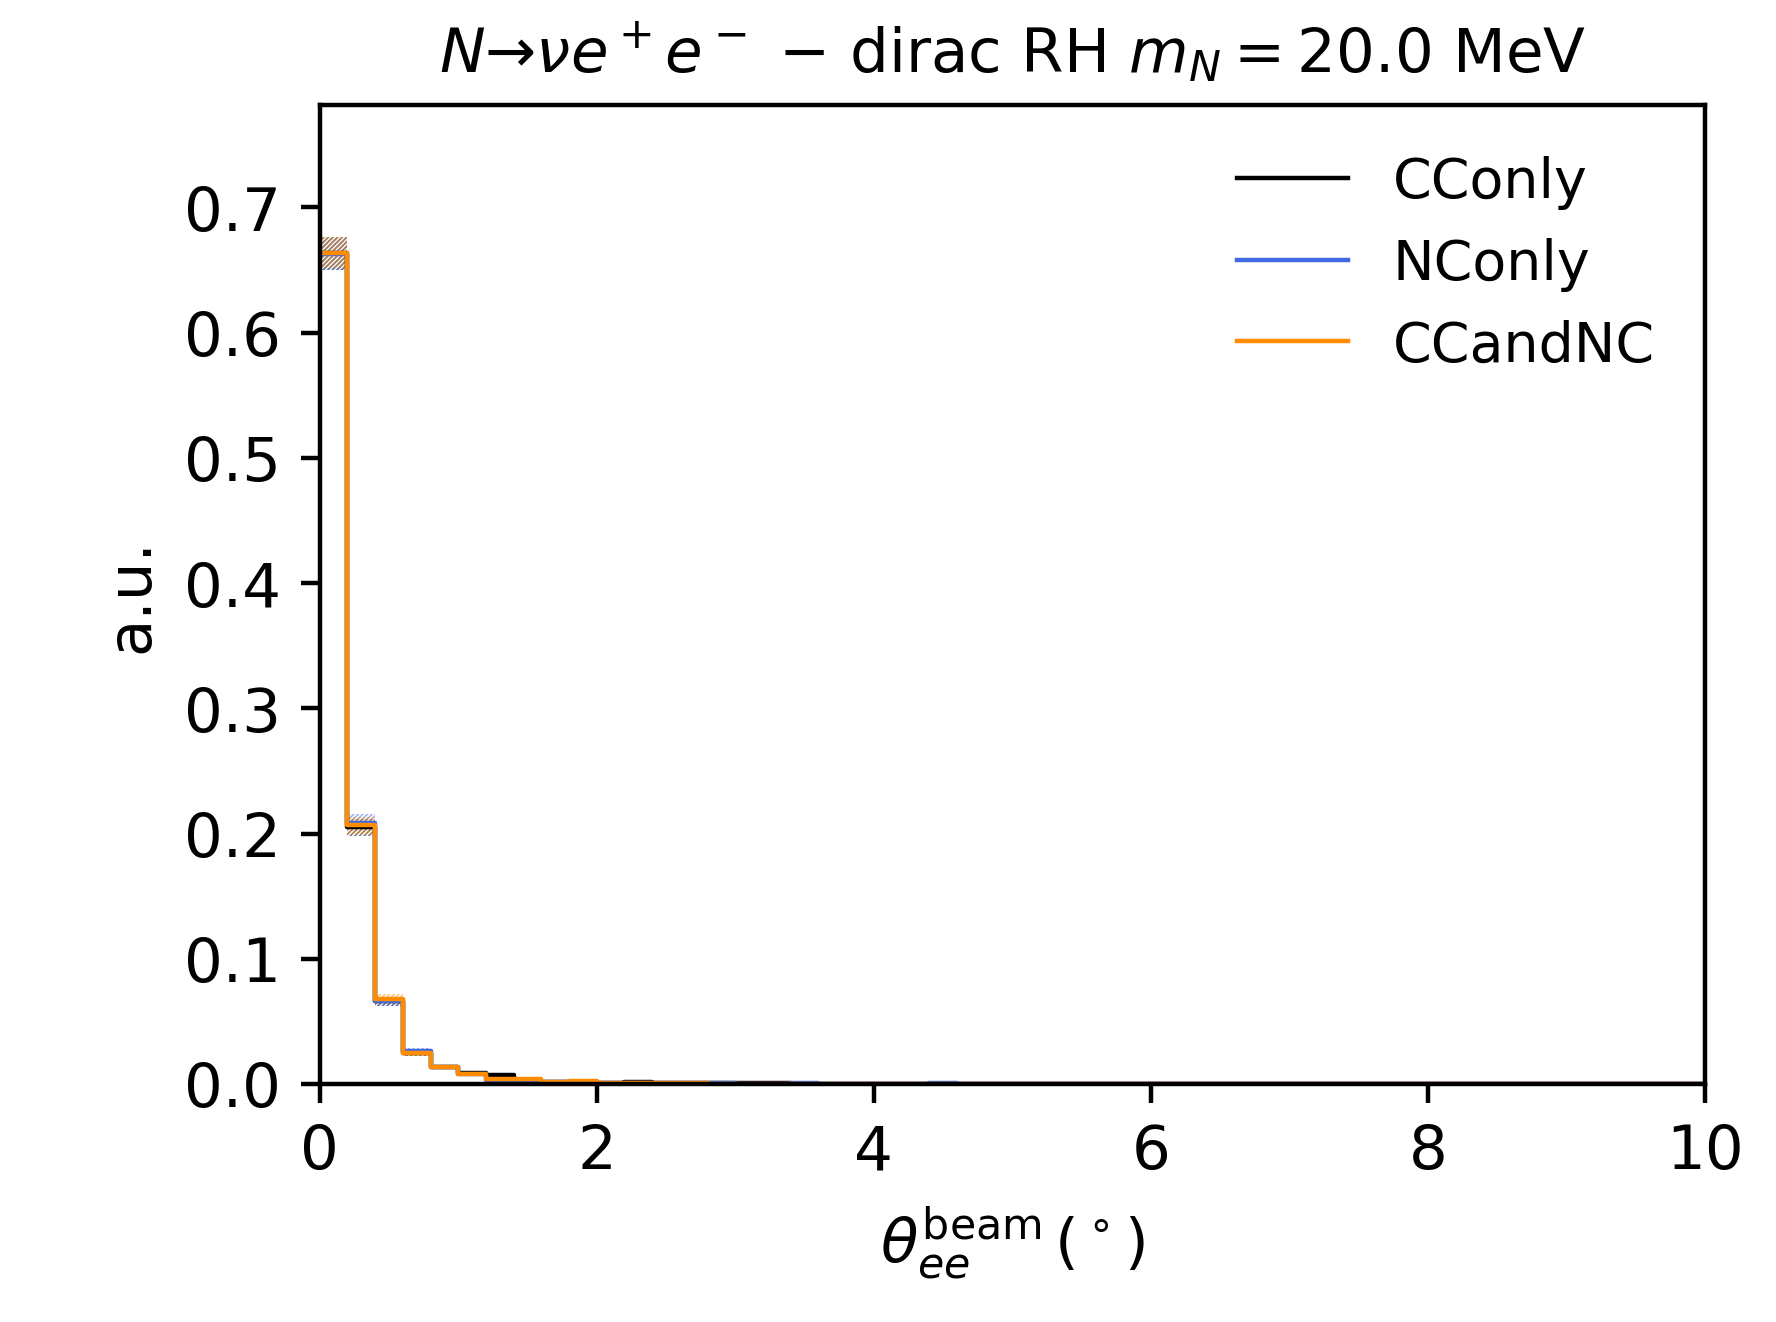 N→νe⁺e⁻ − dirac RH m_N = 20.0 MeV
CConly
NConly
CCandNC
0.7
0.6
0.5
0.4
0.3
0.2
0.1
0.0
a.u.
0 2 4 6 8 10
θ_ee^beam (°)